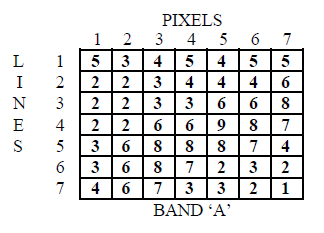 PIXELS
1 2 3 4 5 6 7
L 1 5 3 4 5 4 5 5
I 2 2 2 3 4 4 4 6
N 3 2 2 3 3 6 6 8
E 4 2 2 6 6 9 8 7
S 5 3 6 8 8 8 7 4
6 3 6 8 7 2 3 2
7 4 6 7 3 3 2 1
BAND ‘A’